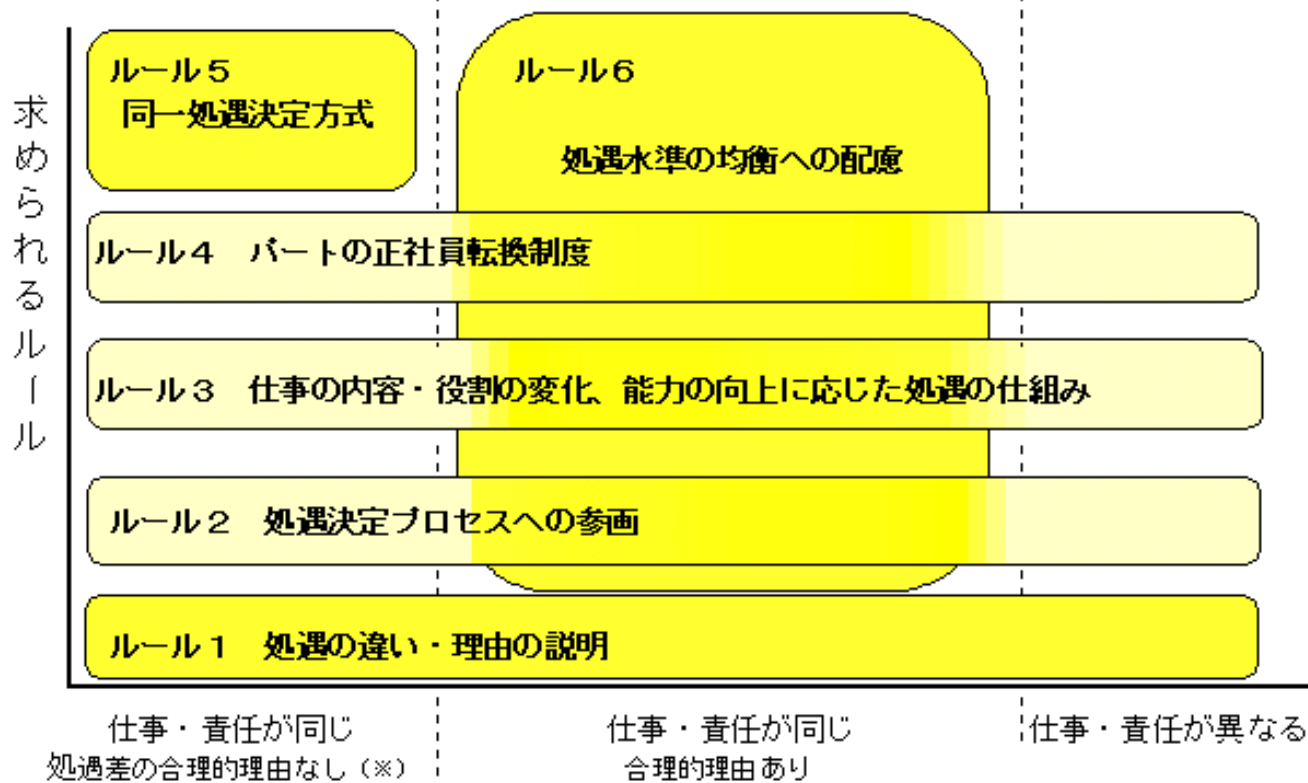 求められるルール
ルール5
同一処遇決定方式
ルール6
処遇水準の均衡への配慮
ルール4 パートの正社員転換制度
ルール3 仕事の内容・役割の変化、能力の向上に応じた処遇の仕組み
ルール2 処遇決定プロセスへの参画
ルール1 処遇の違い・理由の説明
仕事・責任が同じ
処遇差の合理的理由なし(※)
仕事・責任が同じ
合理的理由あり
仕事・責任が異なる